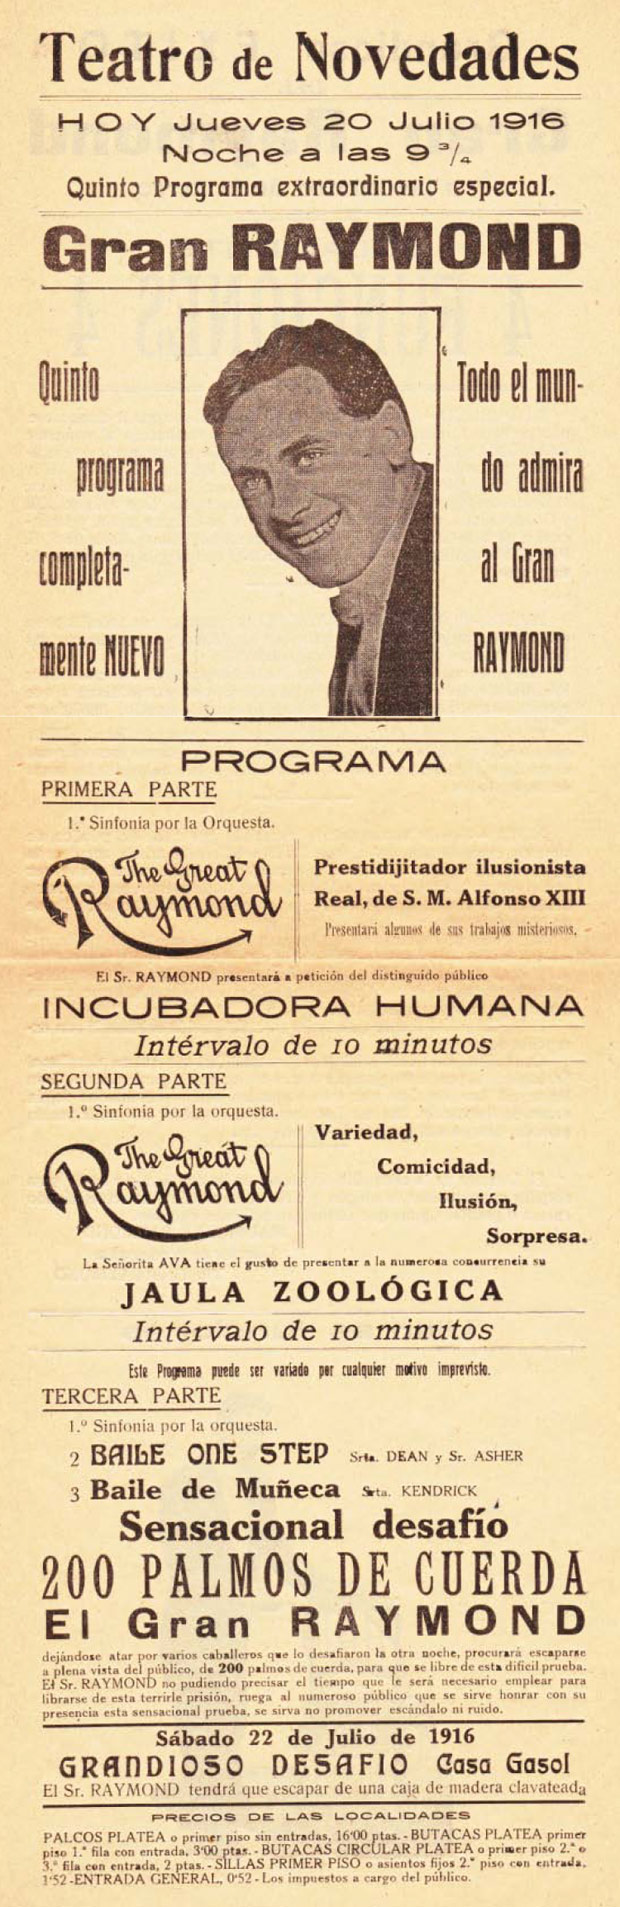 Teatro de Novedades
HOY Jueves 20 Julio 1916
Noche a las 9 3/4
Quinto Programa extraordinario especial.
Gran RAYMOND
Quinto
programa
completa-
mente NUEVO
Todo el mun-
do admira
al Gran
RAYMOND
PROGRAMA
PRIMERA PARTE
1.ª Sinfonia por la Orquesta.
The Great
Raymond
Prestidijitador ilusionista
Real, de S. M. Alfonso XIII
Presentará algunos de sus trabajos misteriosos.
El Sr. RAYMOND presentará a petición del distinguido público
INCUBADORA HUMANA
Intérvalo de 10 minutos
SEGUNDA PARTE
1.º Sinfonia por la orquesta.
The Great
Raymond
Variedad,
Comicidad,
Ilusión,
Sorpresa.
La Señorita AVA tiene el gusto de presentar a la numerosa concurrencia su
JAULA ZOOLÓGICA
Intérvalo de 10 minutos
Este Programa puede ser variado por cualquier motivo imprevisto.
TERCERA PARTE
1.º Sinfonia por la orquesta.
2 BAILE ONE STEP Srta. DEAN y Sr. ASHER
3 Baile de Muñeca Srta. KENDRICK
Sensacional desafío
200 PALMOS DE CUERDA
El Gran RAYMOND
dejándose atar por varios caballeros que lo desafiaron la otra noche, procurará escaparse
a plena vista del público, de 200 palmos de cuerda, para que se libre de esta dificil prueba.
El Sr. RAYMOND no pudiendo precisar el tiempo que le será necesario emplear para
librarse de esta terrirle prisión, ruega al numeroso público que se sirve honrar con su
presencia esta sensacional prueba, se sirva no promover escándalo ni ruido.
Sábado 22 de Julio de 1916
GRANDIOSO DESAFIO Casa Gasol
El Sr. RAYMOND tendrá que escapar de una caja de madera clavateada
PRECIOS DE LAS LOCALIDADES
PALCOS PLATEA o primer piso sin entradas, 16'00 ptas. - BUTACAS PLATEA primer
piso 1.ª fila con entrada, 3'00 ptas. - BUTACAS CIRCULAR PLATEA o primer piso 2.ª o
3.ª fila con entrada, 2 ptas. - SILLAS PRIMER PISO o asientos fijos 2.º piso con entrada,
1'52 - ENTRADA GENERAL, 0'52 - Los impuestos a cargo del público.